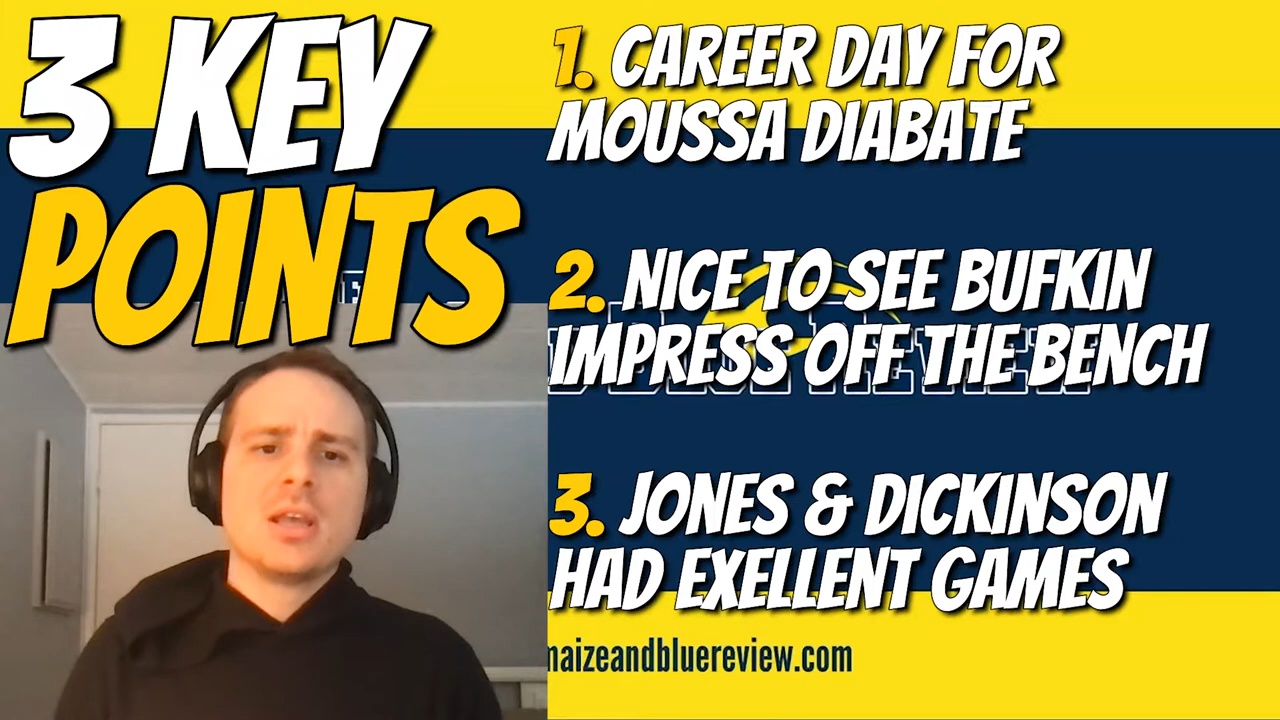 3 KEY
POINTS
1. CAREER DAY FOR
MOUSSA DIABATE
2. NICE TO SEE BUFKIN
IMPRESS OFF THE BENCH
3. JONES & DICKINSON
HAD EXELLENT GAMES
maizeandbluereview.com